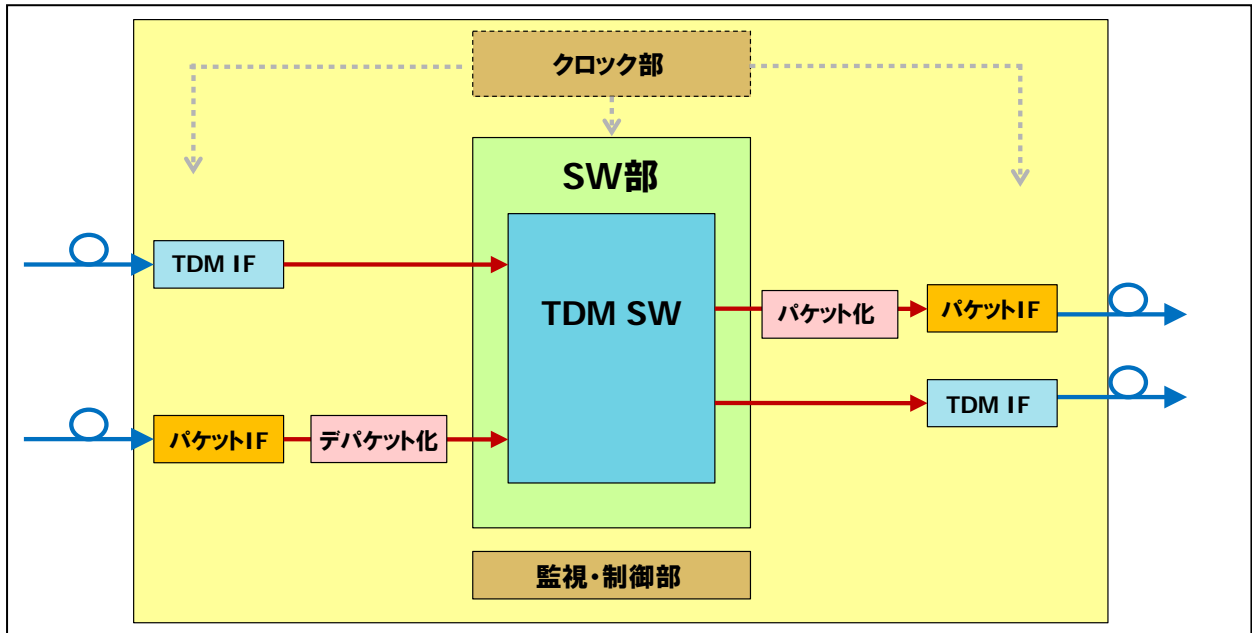 クロック部
SW部
TDM IF
TDM SW
パケット化
パケットIF
TDM IF
パケットIF
デパケット化
監視・制御部